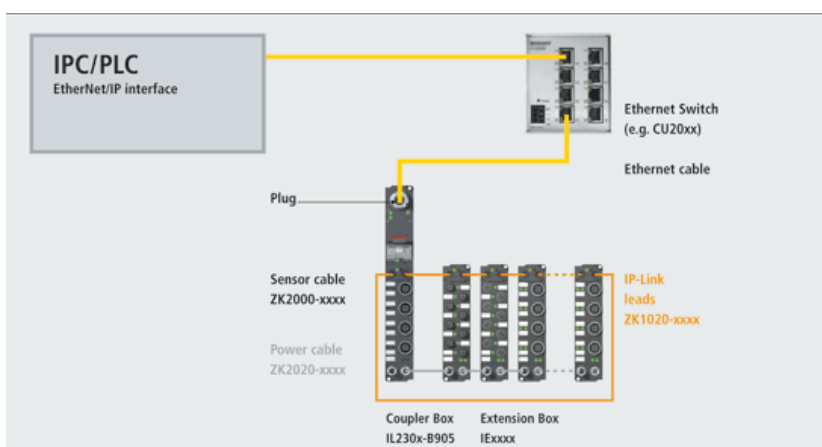 IPC/PLC
EtherNet/IP interface
Ethernet Switch
(e.g. CU20xx)
Ethernet cable
Plug
Sensor cable
ZK2000-xxxx
IP-Link
leads
ZK1020-xxxx
Power cable
ZK2020-xxxx
Coupler Box
IL230x-B905
Extension Box
IExxxx